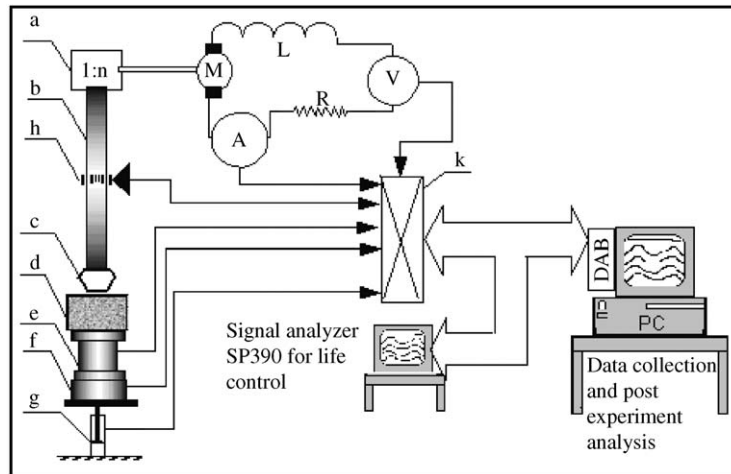 a
1:n
b
h
c
d
e
f
g
M
L
V
R
A
k
DAB
PC
Signal analyzer
SP390 for life
control
Data collection
and post
experiment
analysis